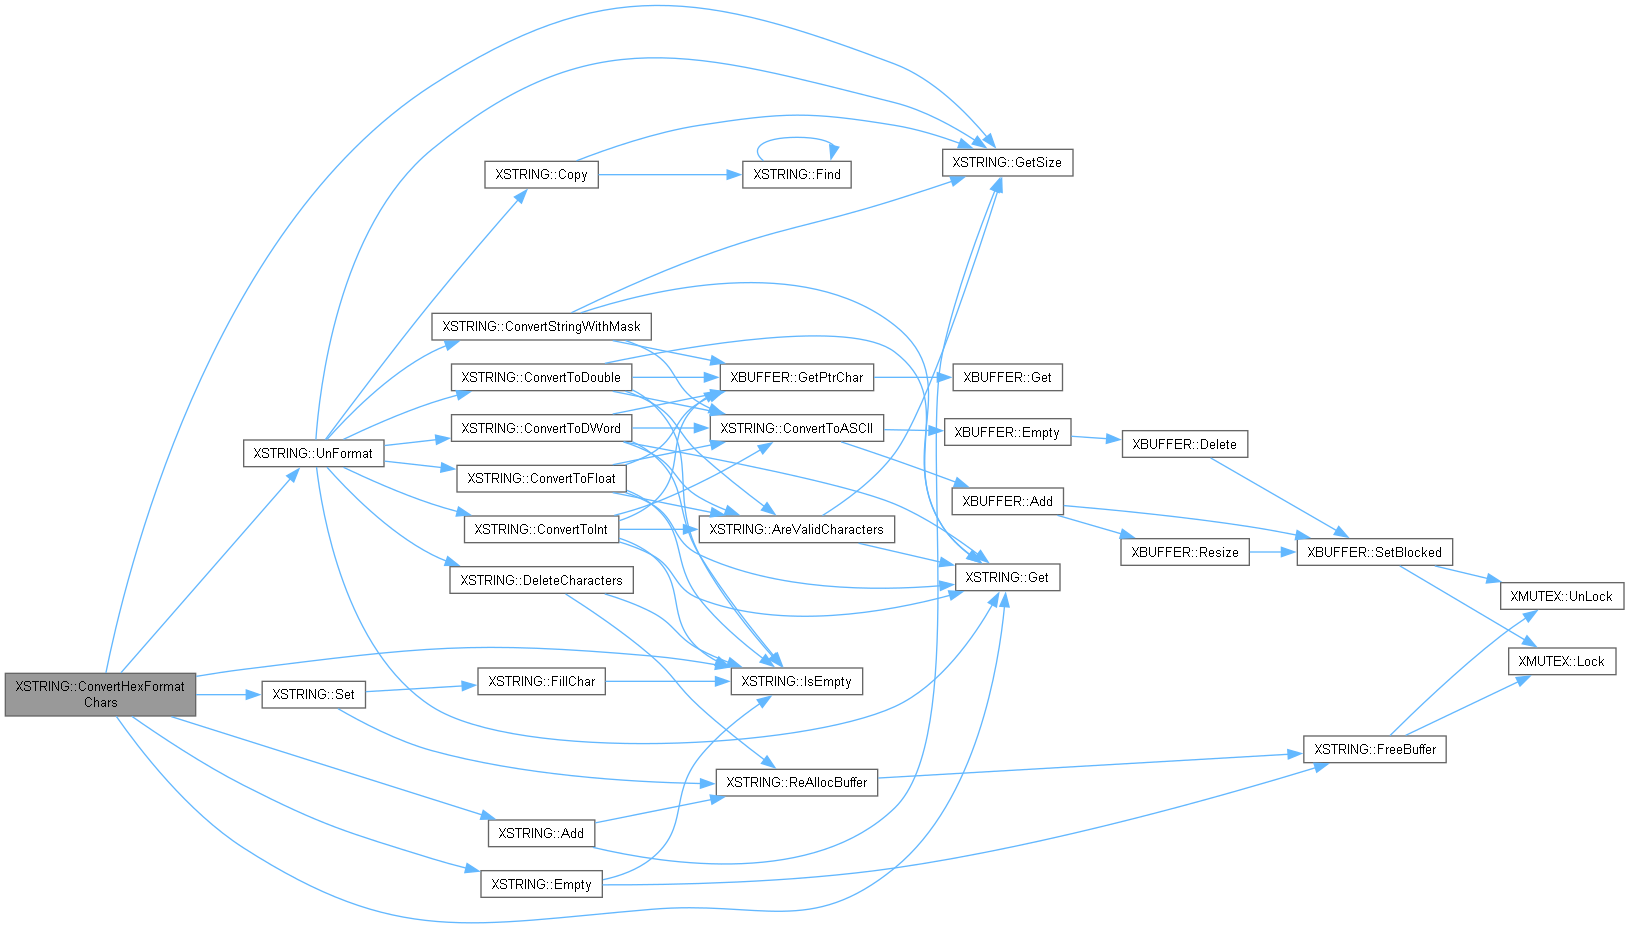 XSTRING::GetSize
XSTRING::Copy
XSTRING::Find
XSTRING::ConvertStringWithMask
XSTRING::ConvertToDouble
XBUFFER::GetPtrChar
XBUFFER::Get
XSTRING::ConvertToDWord
XSTRING::ConvertToASCII
XBUFFER::Empty
XBUFFER::Delete
XSTRING::UnFormat
XSTRING::ConvertToFloat
XBUFFER::Add
XSTRING::ConvertToInt
XSTRING::AreValidCharacters
XBUFFER::Resize
XBUFFER::SetBlocked
XSTRING::DeleteCharacters
XSTRING::Get
XMUTEX::UnLock
XMUTEX::Lock
XSTRING::ConvertHexFormat
Chars
XSTRING::Set
XSTRING::FillChar
XSTRING::IsEmpty
XSTRING::FreeBuffer
XSTRING::ReAllocBuffer
XSTRING::Add
XSTRING::Empty